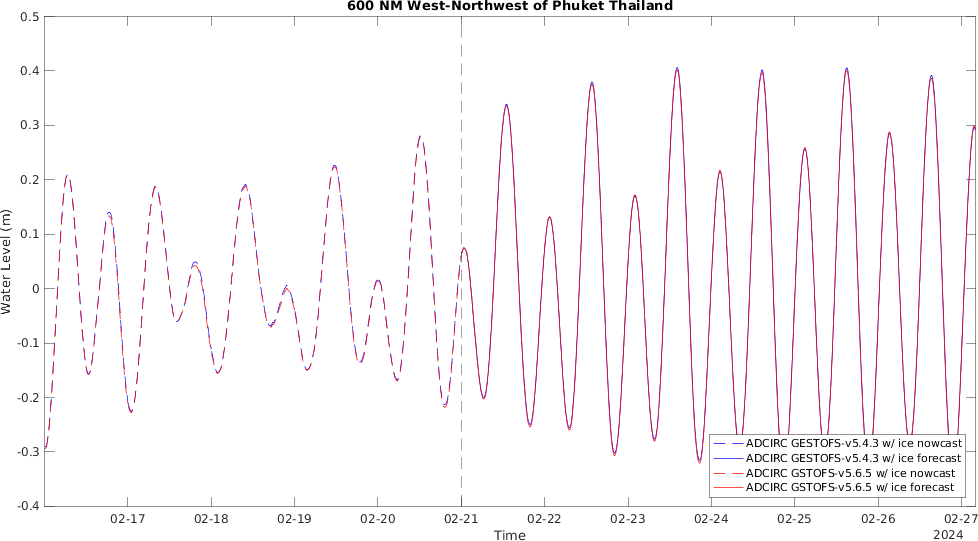 600 NM West-Northwest of Phuket Thailand
0.5
0.4
0.3
0.2
0.1
0
-0.1
-0.2
-0.3
-0.4
Water Level (m)
ADCIRC GESTOFS-v5.4.3 w/ ice nowcast
ADCIRC GESTOFS-v5.4.3 w/ ice forecast
ADCIRC GSTOFS-v5.6.5 w/ ice nowcast
ADCIRC GSTOFS-v5.6.5 w/ ice forecast
02-17 02-18 02-19 02-20 02-21 02-22 02-23 02-24 02-25 02-26 02-27
Time
2024